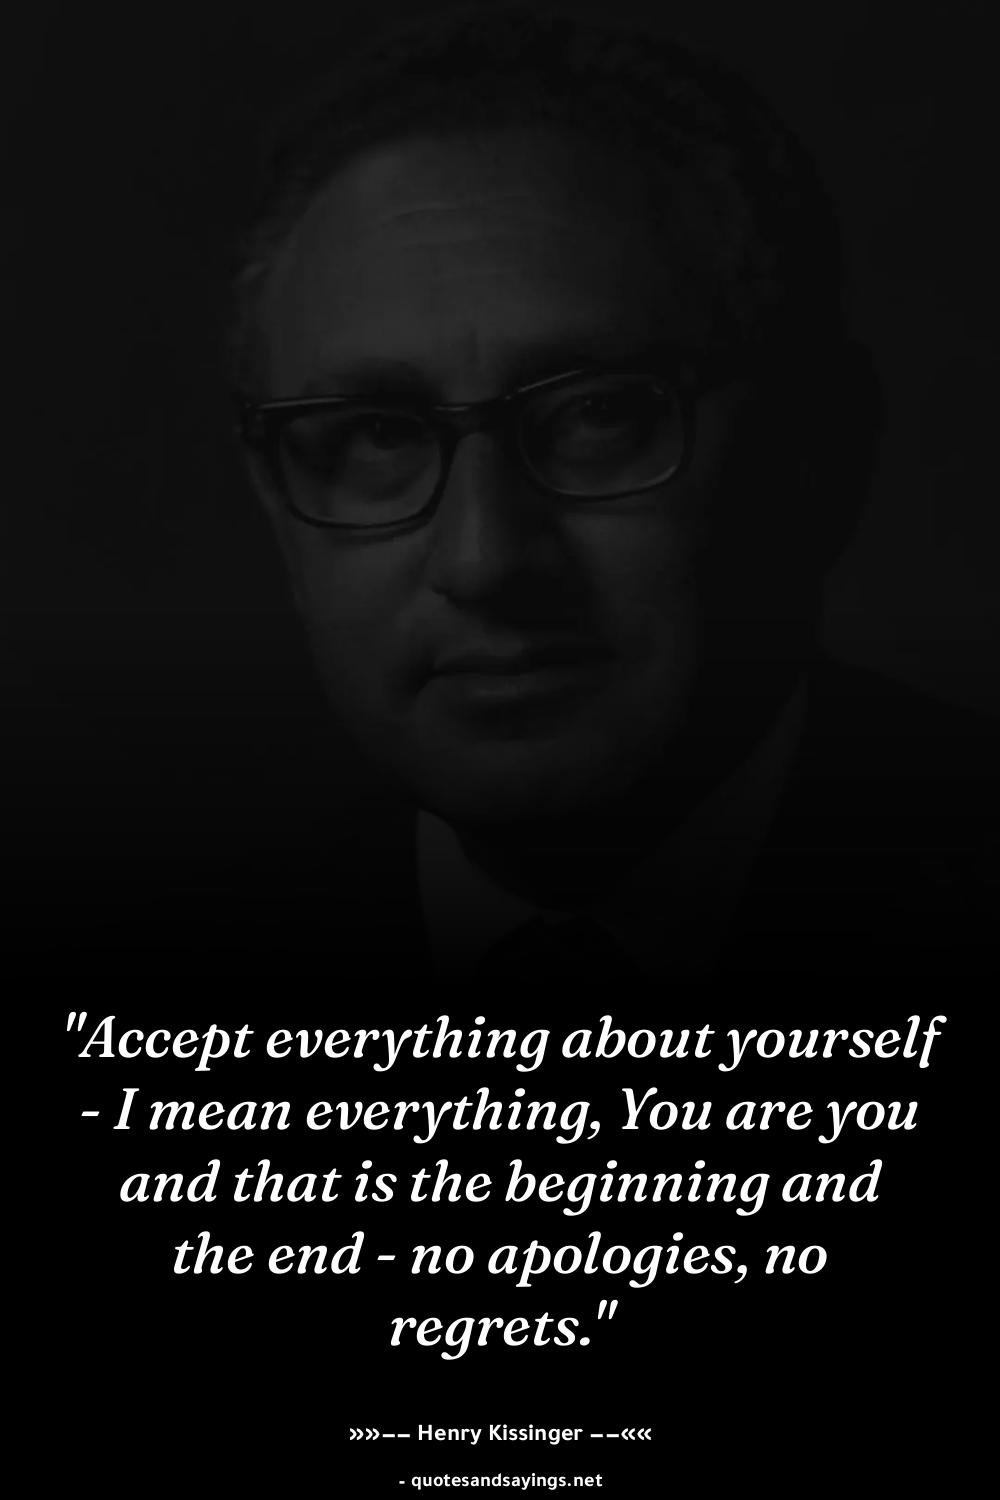 "Accept everything about yourself
- I mean everything, You are you
and that is the beginning and
the end - no apologies, no
regrets."
»»–– Henry Kissinger ––««
- quotesandsayings.net